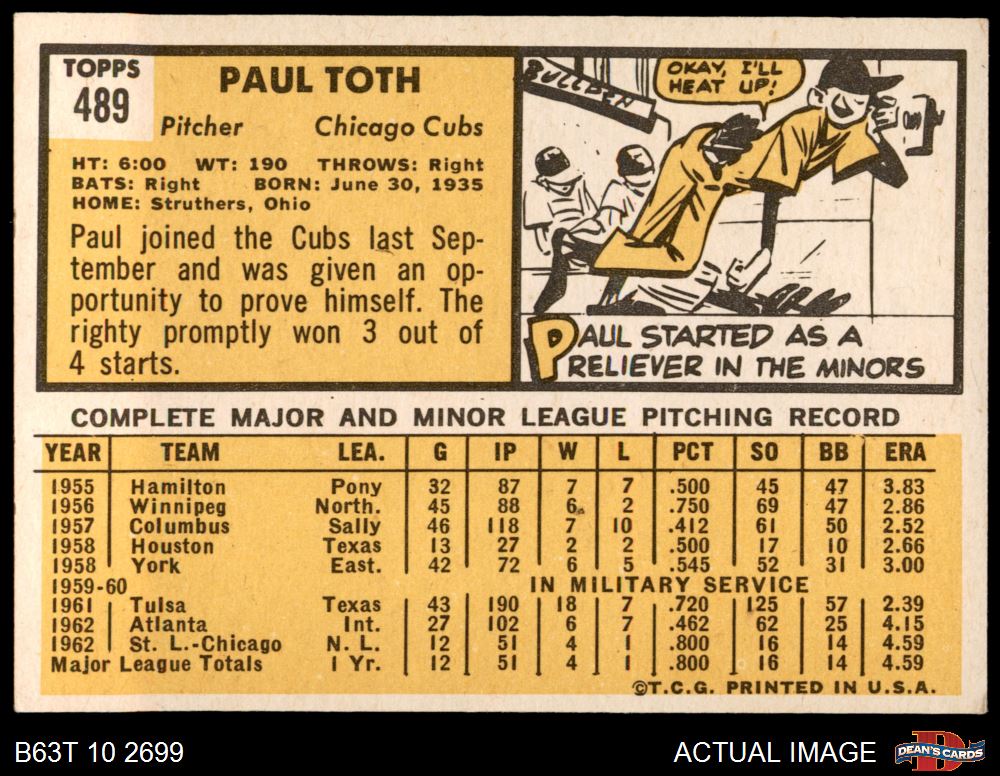 TOPPS
489
PAUL TOTH
Pitcher Chicago Cubs
HT: 6:00 WT: 190 THROWS: Right
BATS: Right BORN: June 30, 1935
HOME: Struthers, Ohio
Paul joined the Cubs last Sep-
tember and was given an op-
portunity to prove himself. The
righty promptly won 3 out of
4 starts.
BULLPEN
OKAY, I'LL
HEAT UP!
PAUL STARTED AS A
RELIEVER IN THE MINORS
COMPLETE MAJOR AND MINOR LEAGUE PITCHING RECORD
YEAR TEAM LEA. G IP W L PCT SO BB ERA
1955 Hamilton Pony 32 87 7 7 .500 45 47 3.83
1956 Winnipeg North. 45 88 6 2 .750 69 47 2.86
1957 Columbus Sally 46 118 7 10 .412 61 50 2.52
1958 Houston Texas 13 27 2 2 .500 17 10 2.66
1958 York East. 42 72 6 5 .545 52 31 3.00
1959-60 IN MILITARY SERVICE
1961 Tulsa Texas 43 190 18 7 .720 125 57 2.39
1962 Atlanta Int. 27 102 6 7 .462 62 25 4.15
1962 St. L.-Chicago N. L. 12 51 4 1 .800 16 14 4.59
Major League Totals 1 Yr. 12 51 4 1 .800 16 14 4.59
©T.C.G. PRINTED IN U.S.A.
B63T 10 2699 ACTUAL IMAGE
D
DEAN'S CARDS